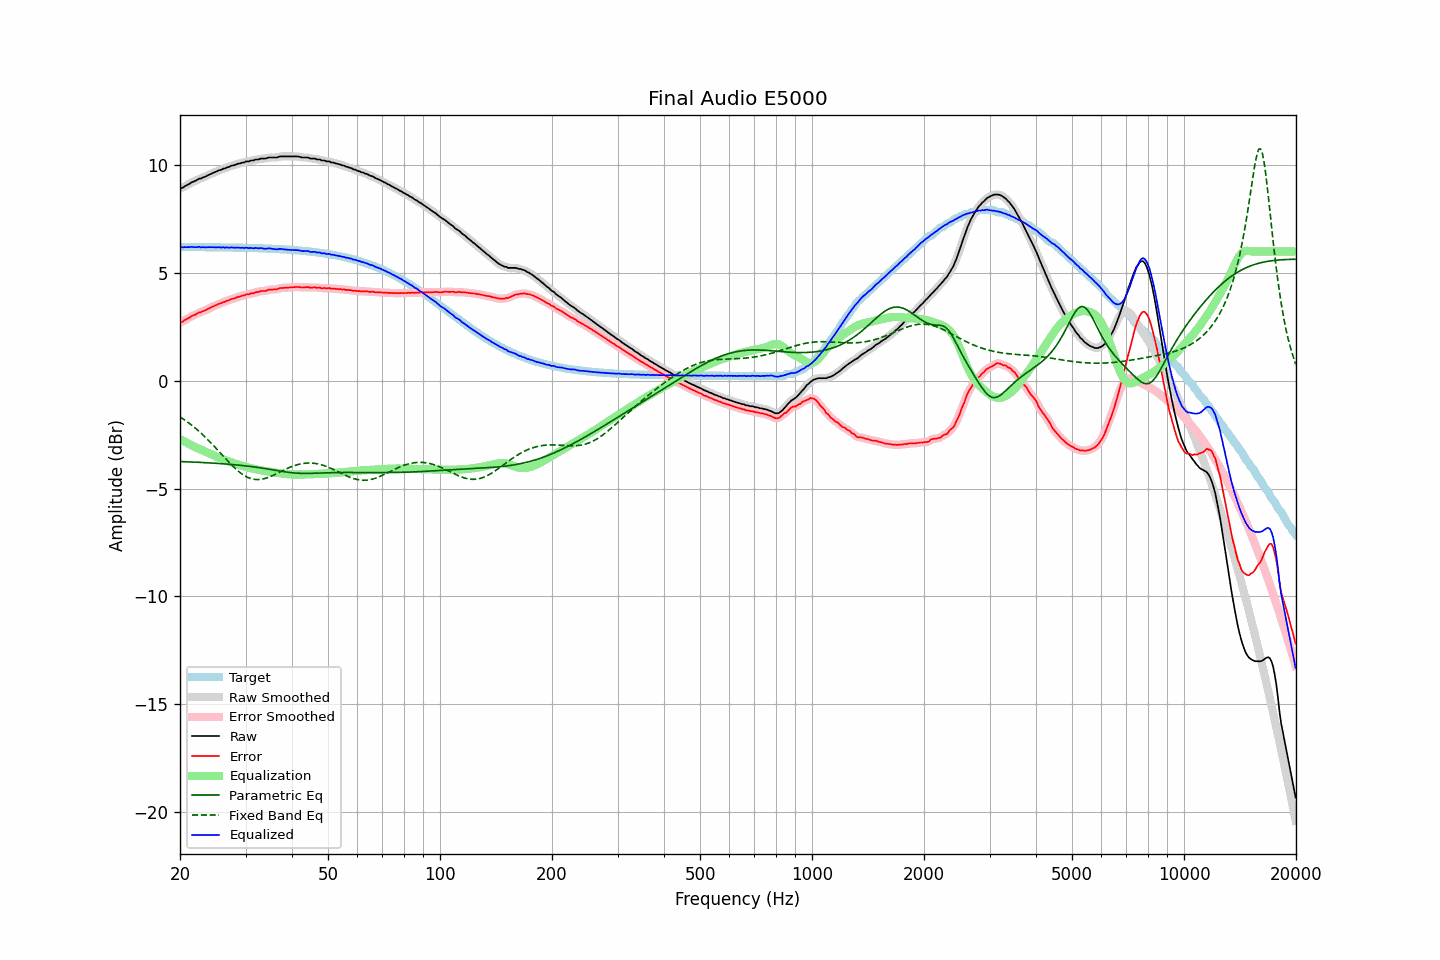 Final Audio E5000
Amplitude (dBr)
10
5
0
−5
−10
−15
−20
Target
Raw Smoothed
Error Smoothed
Raw
Error
Equalization
Parametric Eq
Fixed Band Eq
Equalized
20 50 100 200 500 1000 2000 5000 10000 20000
Frequency (Hz)